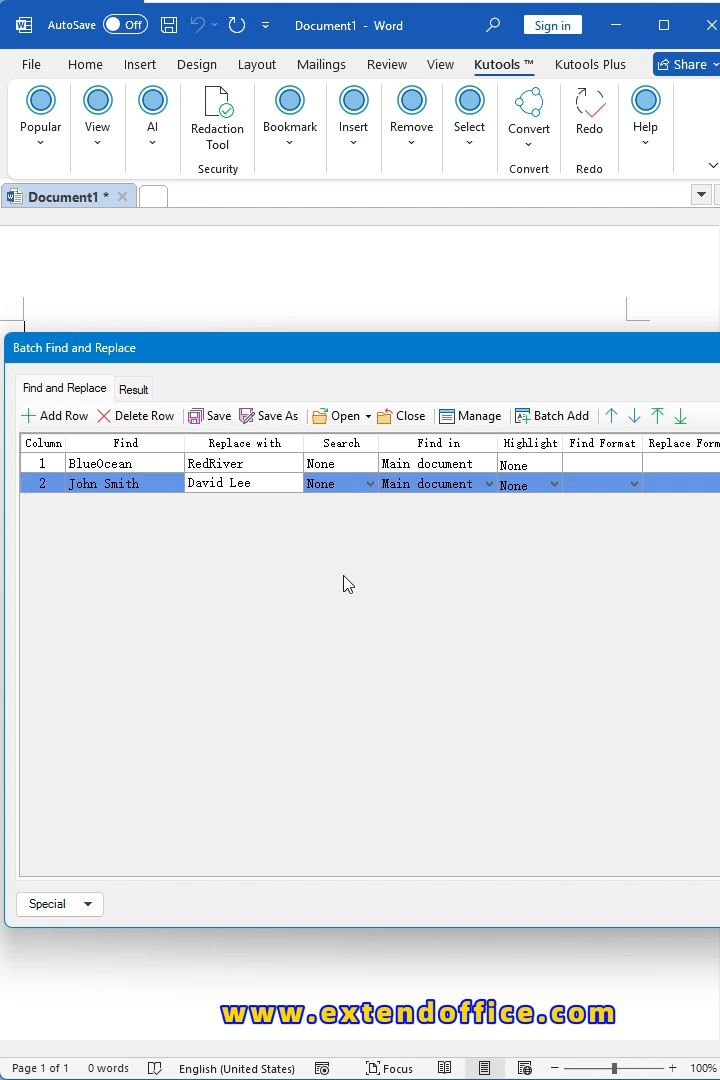 AutoSave Off Document1 - Word Sign in
File Home Insert Design Layout Mailings Review View Kutools ™ Kutools Plus Share
Popular View AI Redaction Tool Bookmark Insert Remove Select Convert Redo Help
Security Convert Redo
Document1 *
Batch Find and Replace
Find and Replace Result
Add Row Delete Row Save Save As Open Close Manage Batch Add
Column Find Replace with Search Find in Highlight Find Format Replace Form
1 BlueOcean RedRiver None Main document None
2 John Smith David Lee None Main document None
Special
www.extendoffice.com
Page 1 of 1 0 words English (United States) Focus 100%